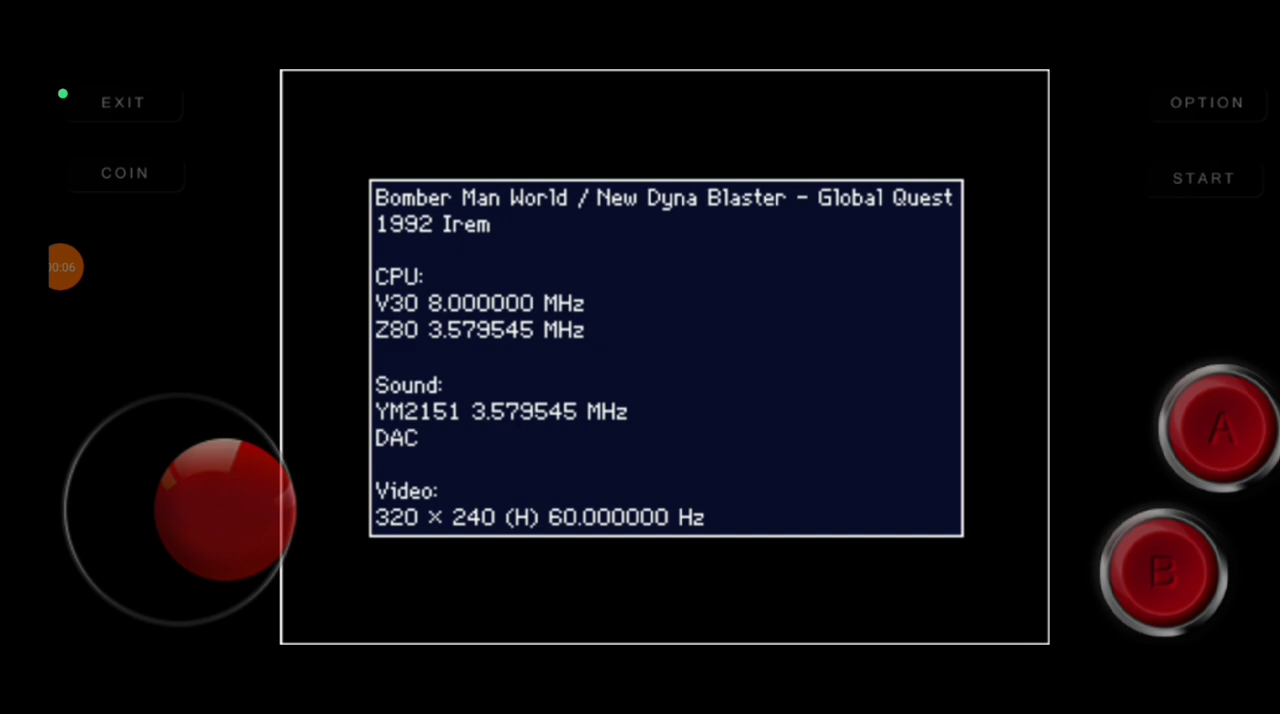 EXIT
OPTION
COIN
START
00:06
Bomber Man World / New Dyna Blaster - Global Quest
1992 Irem
CPU:
V30 8.000000 MHz
Z80 3.579545 MHz
Sound:
YM2151 3.579545 MHz
DAC
Video:
320 × 240 (H) 60.000000 Hz
A
B